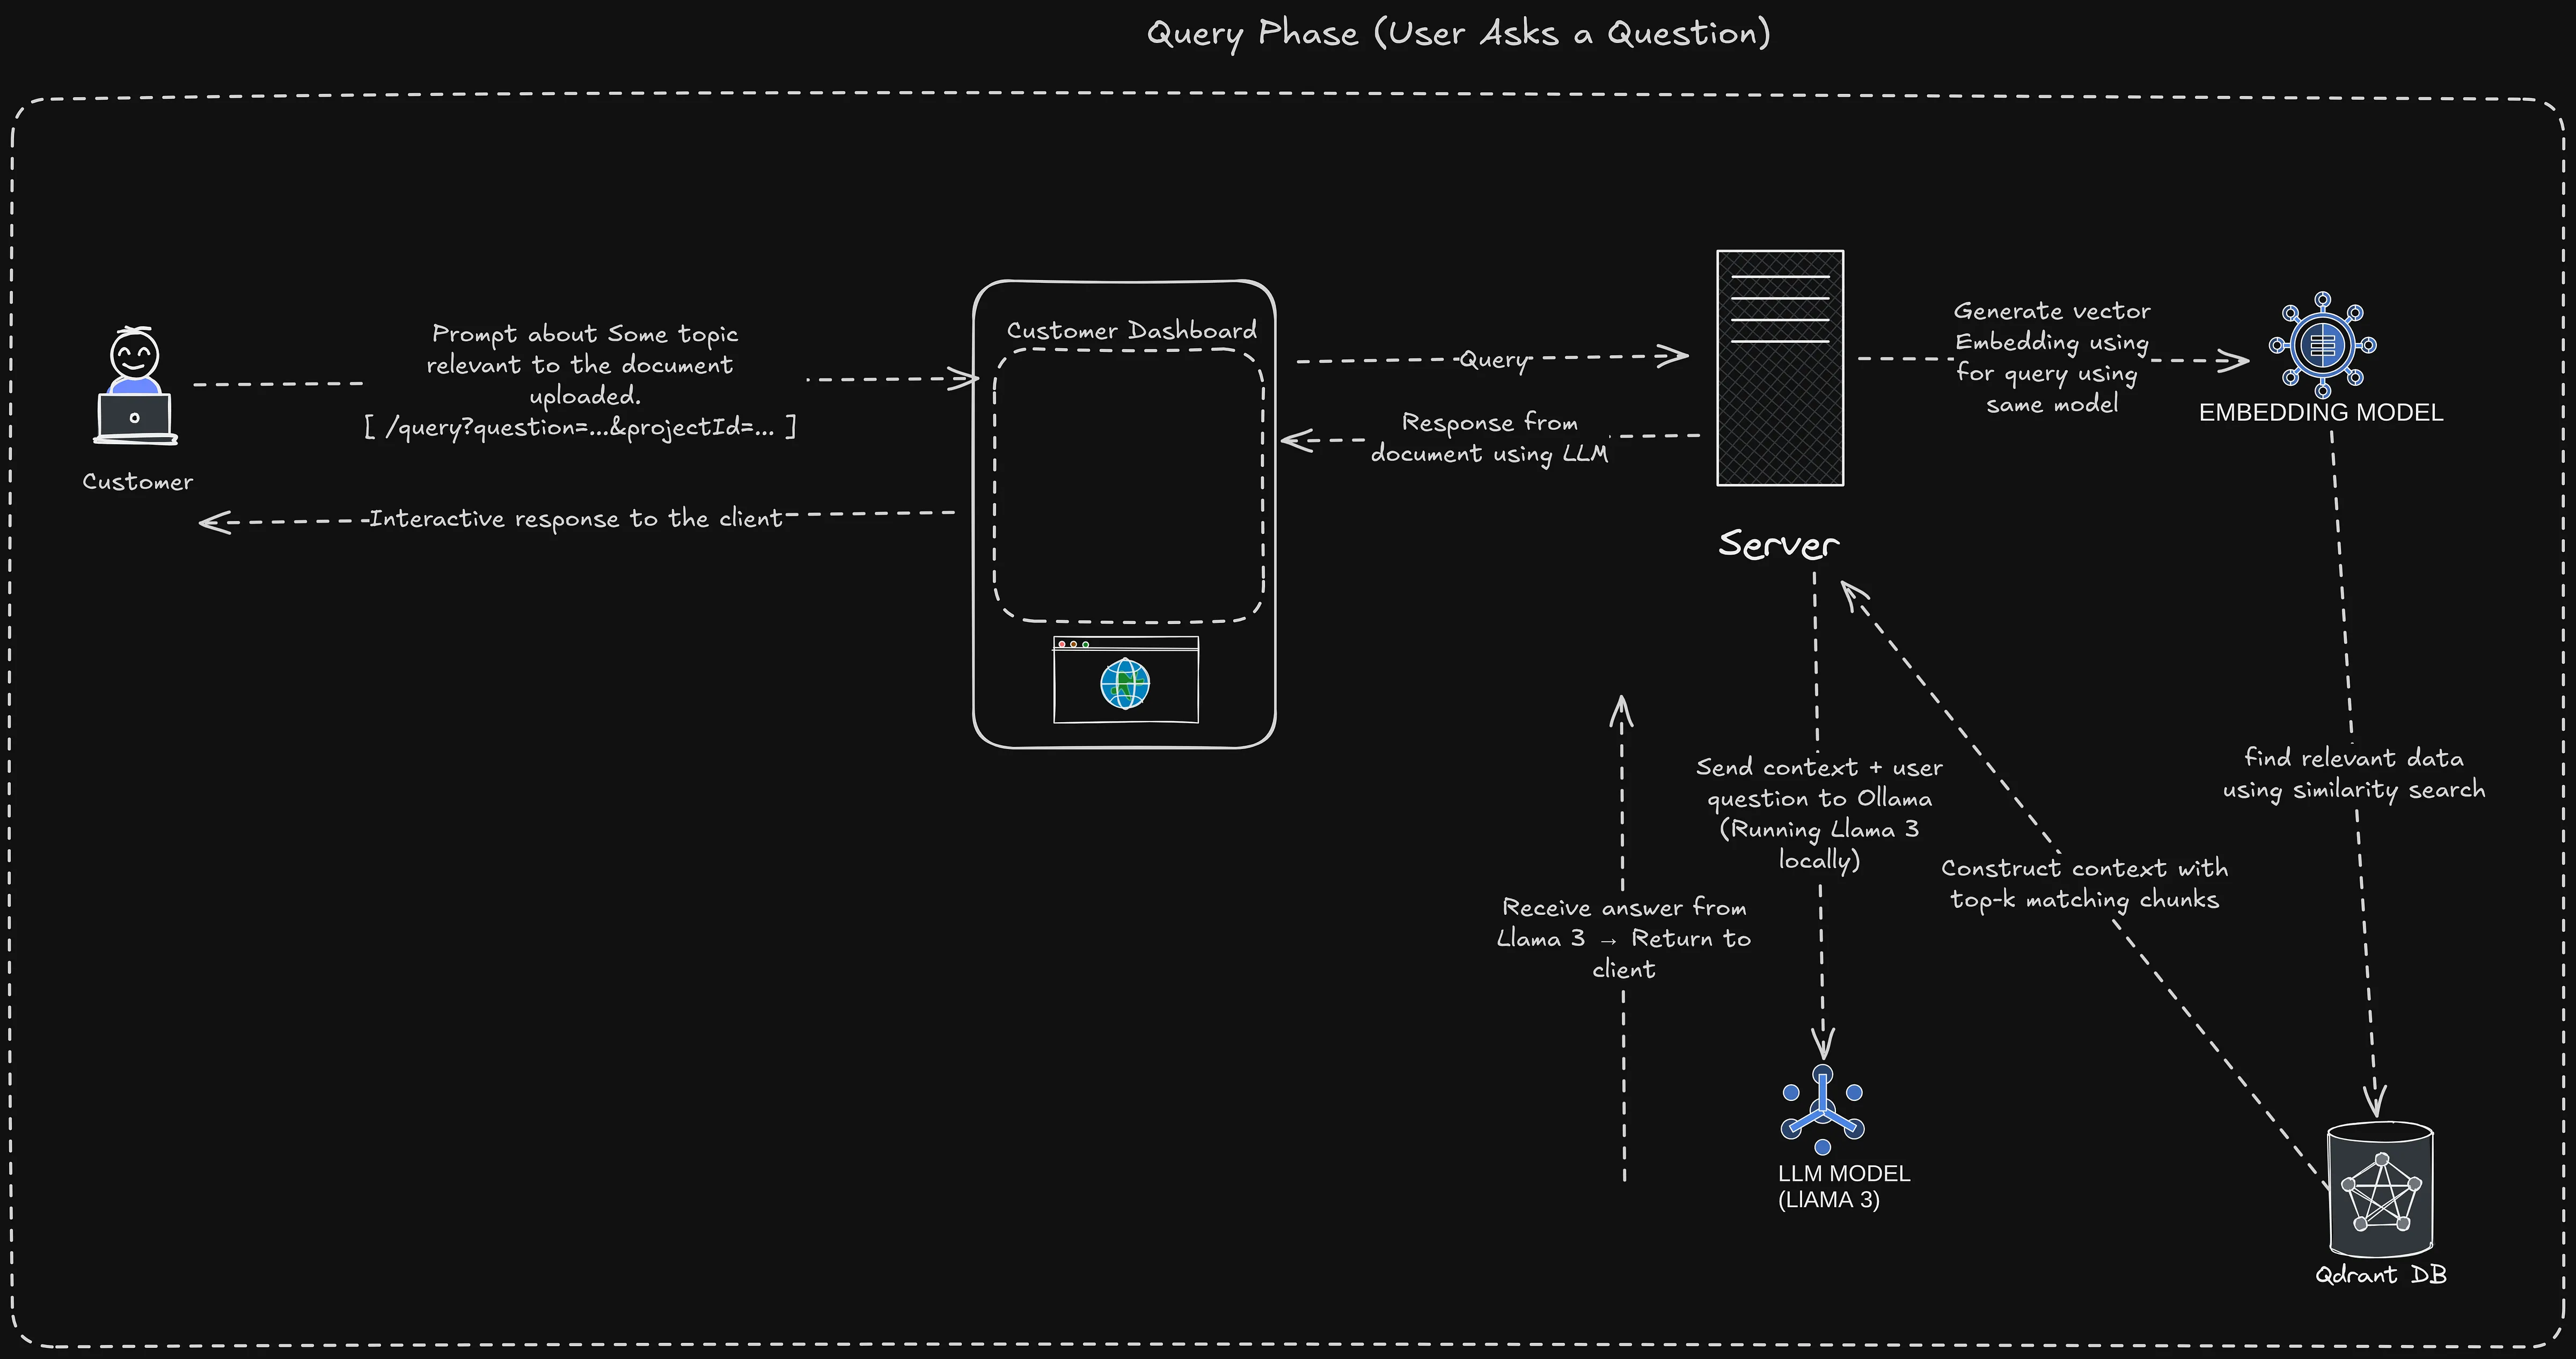 Query Phase (User Asks a Question)
Prompt about Some topic
relevant to the document
uploaded.
[ /query?question=...&projectId=... ]
Customer
Interactive response to the client
Customer Dashboard
Query
Response from
document using LLM
Server
Generate vector
Embedding using
for query using
same model
EMBEDDING MODEL
find relevant data
using similarity search
Send context + user
question to Ollama
(Running Llama 3
locally)
Construct context with
top-k matching chunks
Receive answer from
Llama 3 → Return to
client
LLM MODEL
(LlAMA 3)
Qdrant DB